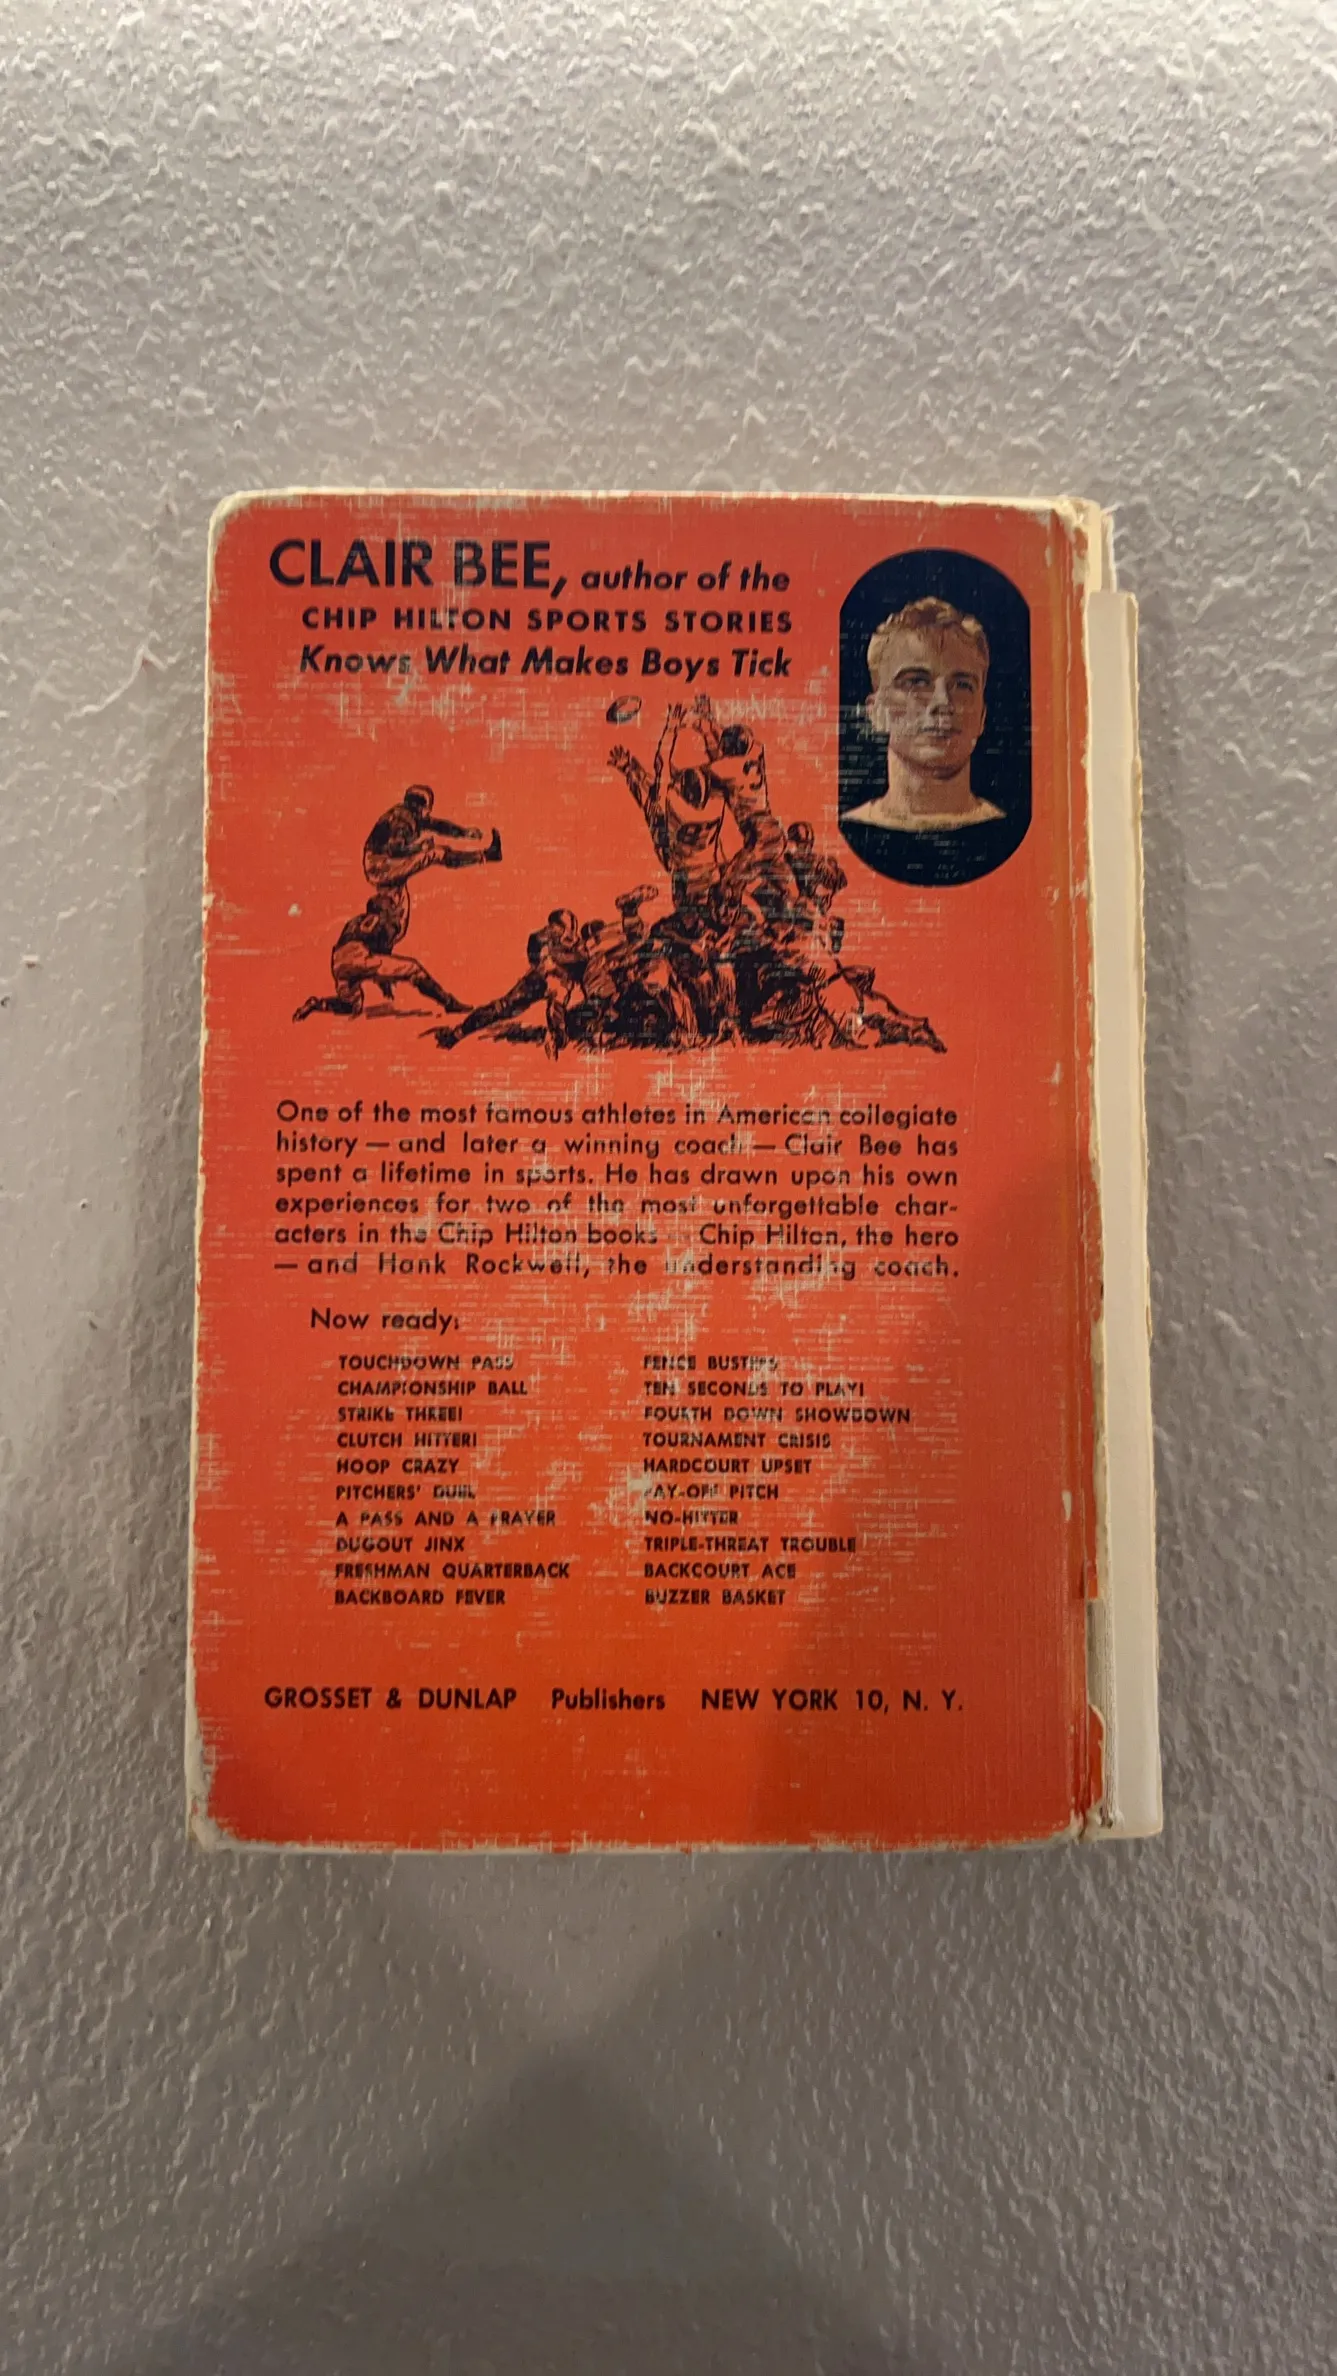 CLAIR BEE, author of the
CHIP HILTON SPORTS STORIES
Knows What Makes Boys Tick
3
One of the most famous athletes in American collegiate
history — and later a winning coach — Clair Bee has
spent a lifetime in sports. He has drawn upon his own
experiences for two of the most unforgettable char-
acters in the Chip Hilton books — Chip Hilton, the hero
— and Hank Rockwell, the understanding coach.
Now ready:
TOUCHDOWN PASS
CHAMPIONSHIP BALL
STRIKE THREE!
CLUTCH HITTER!
HOOP CRAZY
PITCHERS' DUEL
A PASS AND A PRAYER
DUGOUT JINX
FRESHMAN QUARTERBACK
BACKBOARD FEVER
FENCE BUSTERS
TEN SECONDS TO PLAY!
FOURTH DOWN SHOWDOWN
TOURNAMENT CRISIS
HARDCOURT UPSET
PAY-OFF PITCH
NO-HITTER
TRIPLE-THREAT TROUBLE
BACKCOURT ACE
BUZZER BASKET
GROSSET & DUNLAP Publishers NEW YORK 10, N. Y.